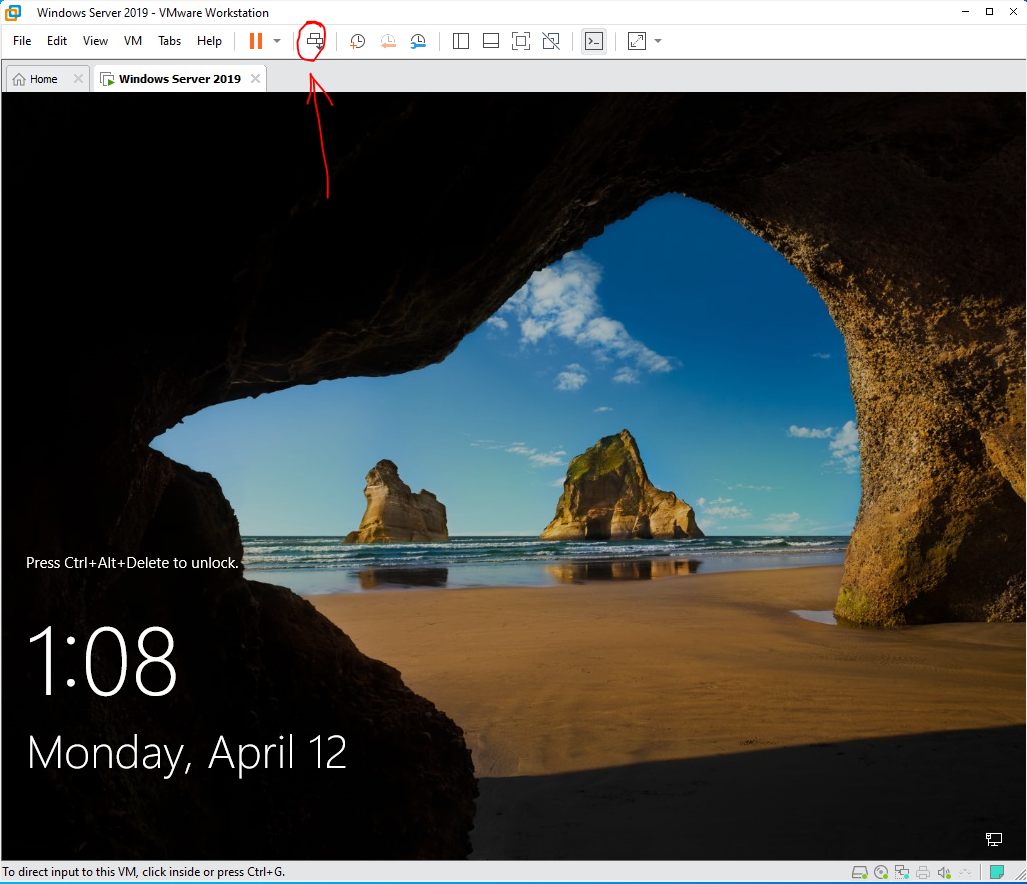 Windows Server 2019 - VMware Workstation
File Edit View VM Tabs Help
Home Windows Server 2019
Press Ctrl+Alt+Delete to unlock.
1:08
Monday, April 12
To direct input to this VM, click inside or press Ctrl+G.